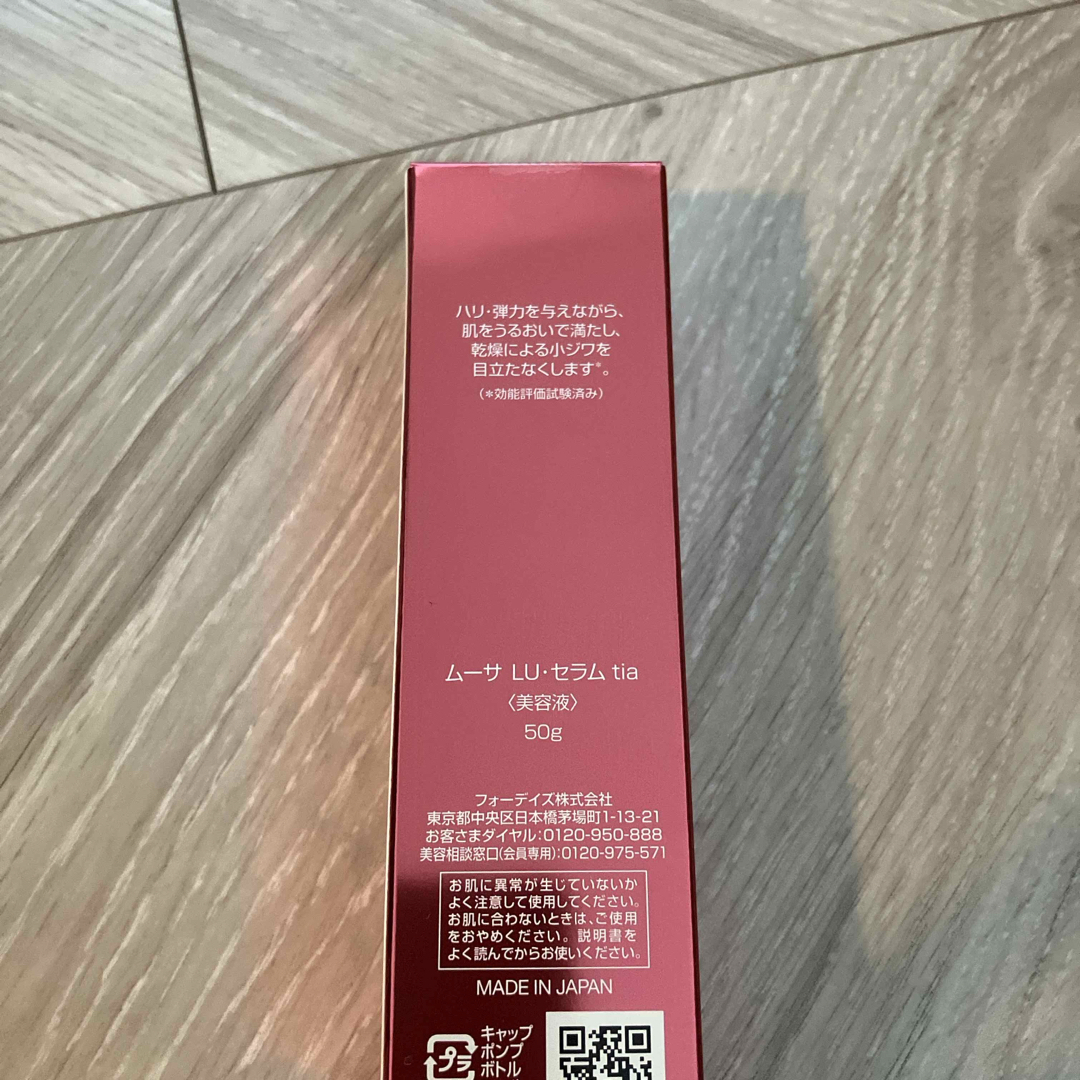 ハリ・弾力を与えながら、
肌をうるおいで満たし、
乾燥による小ジワを
目立たなくします*。
(*効能評価試験済み)
ムーサ LU・セラム tia
〈美容液〉
50g
フォーデイズ株式会社
東京都中央区日本橋茅場町1-13-21
お客さまダイヤル:0120-950-888
美容相談窓口(会員専用):0120-975-571
お肌に異常が生じていないか
よく注意して使用してください。
お肌に合わないときは、ご使用
をおやめください。説明書を
よく読んでからお使いください。
MADE IN JAPAN
プラ
キャップ
ポンプ
ボトル